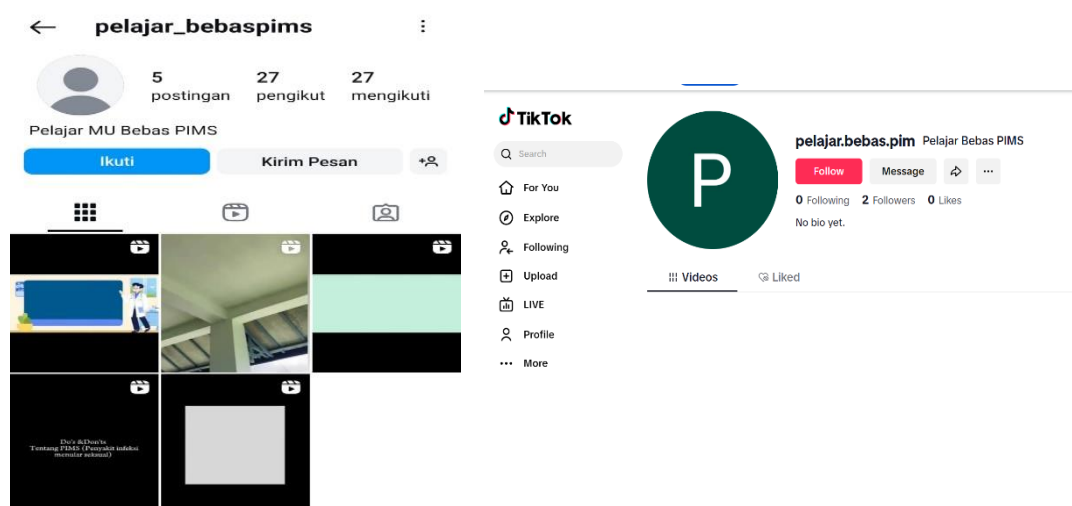 pelajar_bebaspims
5 27 27
postingan pengikut mengikuti
Pelajar MU Bebas PIMS
Ikuti Kirim Pesan
Do's &Don'ts
Tentang PIMS (Penyakit infeksi
menular seksual)
TikTok
Search
For You
Explore
Following
Upload
LIVE
Profile
More
P
pelajar.bebas.pim Pelajar Bebas PIMS
Follow Message
0 Following 2 Followers 0 Likes
No bio yet.
Videos Liked